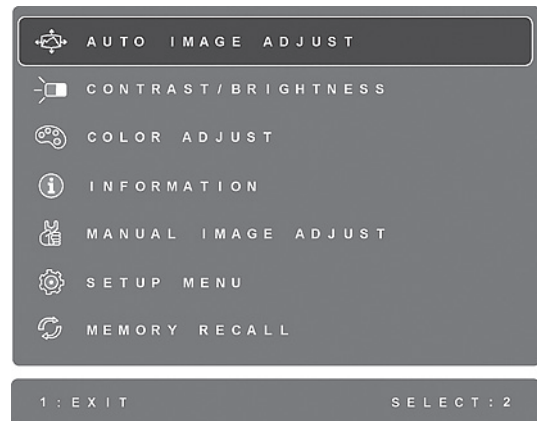 AUTO IMAGE ADJUST
CONTRAST/BRIGHTNESS
COLOR ADJUST
INFORMATION
MANUAL IMAGE ADJUST
SETUP MENU
MEMORY RECALL
1:EXIT SELECT:2